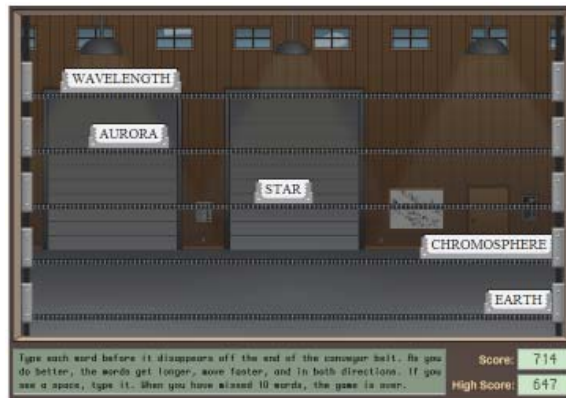 WAVELENGTH
AURORA
STAR
CHROMOSPHERE
EARTH
Type each word before it disappears off the end of the conveyor belt. As you
do better, the words get longer, move faster, and in both directions. If you
see a space, type it. When you have missed 10 words, the game is over.
Score: 714
High Score: 647